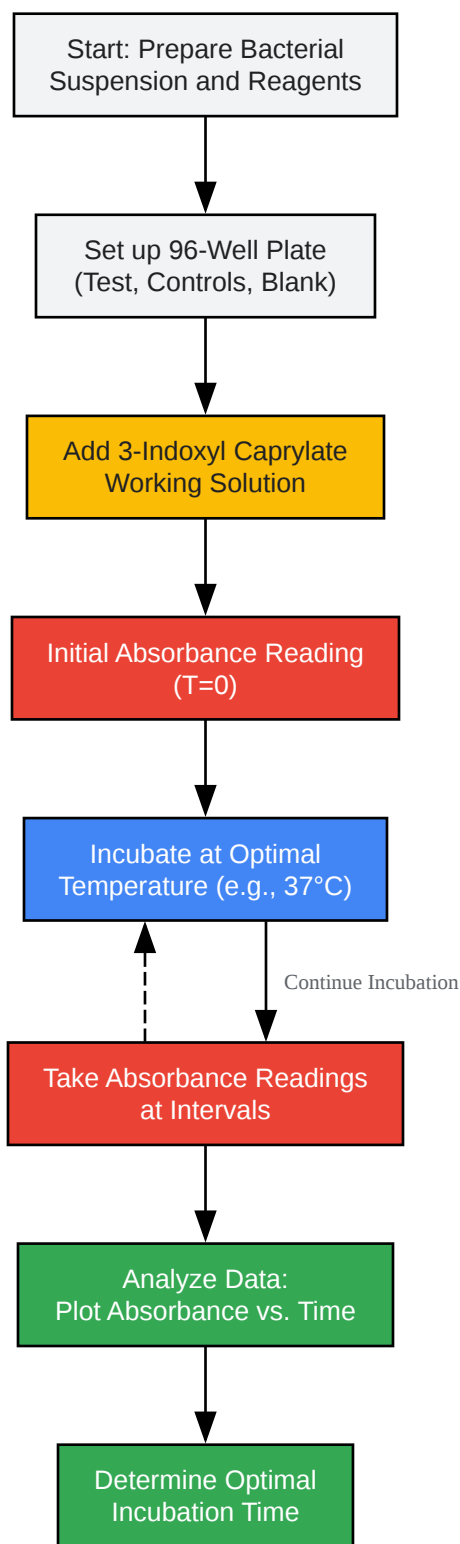 Start: Prepare Bacterial
Suspension and Reagents
Set up 96-Well Plate
(Test, Controls, Blank)
Add 3-Indoxyl Caprylate
Working Solution
Initial Absorbance Reading
(T=0)
Incubate at Optimal
Temperature (e.g., 37°C)
Continue Incubation
Take Absorbance Readings
at Intervals
Analyze Data:
Plot Absorbance vs. Time
Determine Optimal
Incubation Time